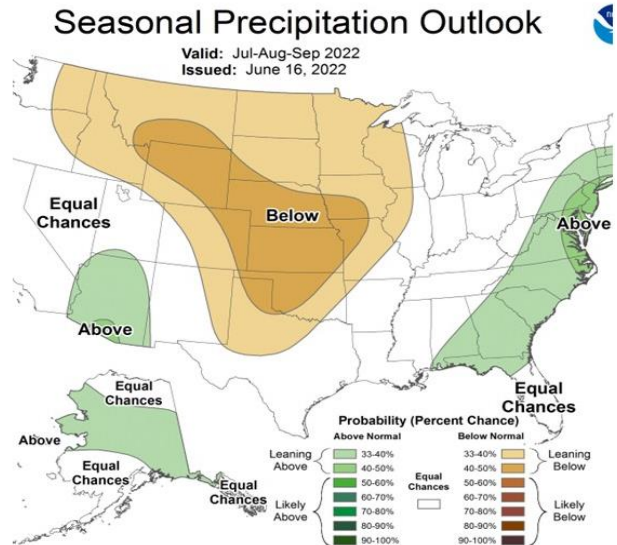 Seasonal Precipitation Outlook
Valid: Jul-Aug-Sep 2022
Issued: June 16, 2022
Equal
Chances
Below
Above
Above
Equal
Chances
Above
Equal
Chances
Equal
Chances
Equal
Chances
Probability (Percent Chance)
Above Normal Below Normal
Leaning
Above
33-40%
40-50%
50-60%
60-70%
70-80%
80-90%
90-100%
Likely
Above
Equal
Chances
33-40%
40-50%
50-60%
60-70%
70-80%
80-90%
90-100%
Leaning
Below
Likely
Below